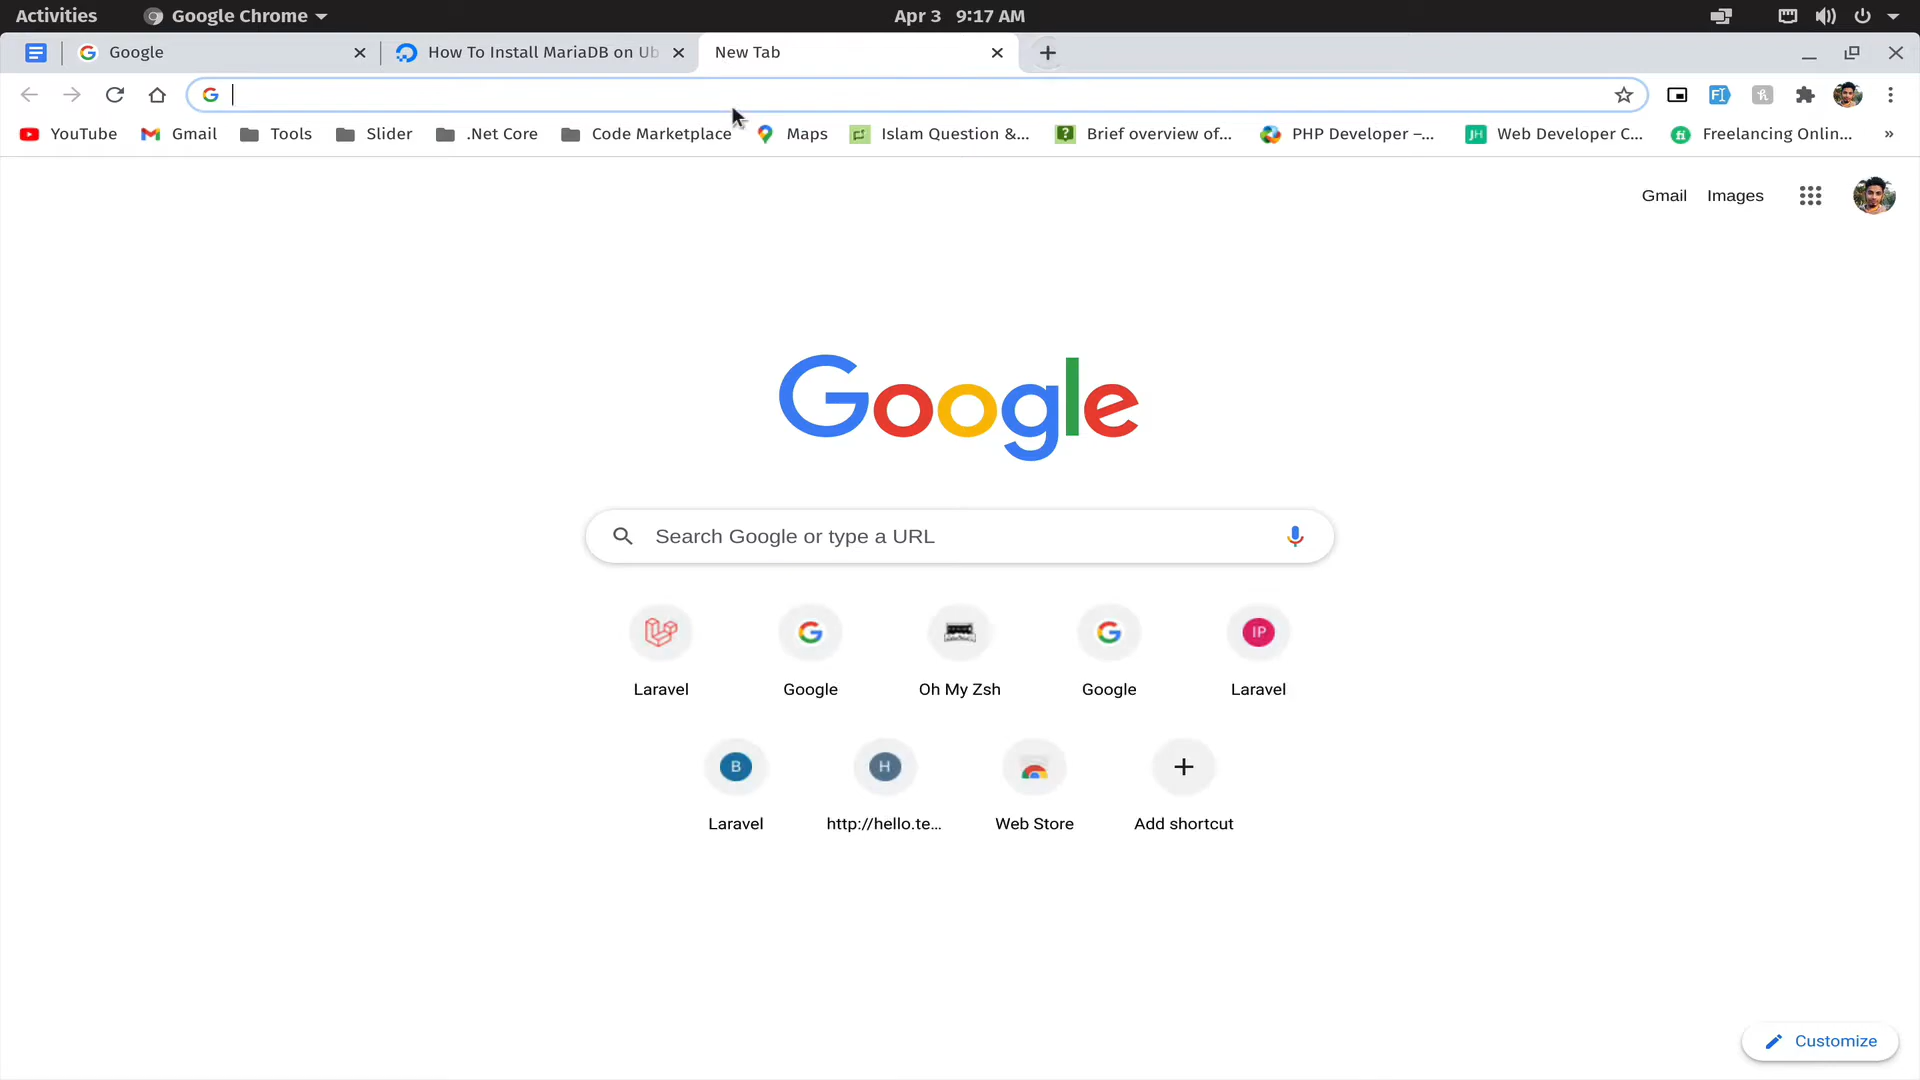 Activities Google Chrome Apr 3 9:17 AM
Google How To Install MariaDB on Ub New Tab
YouTube Gmail Tools Slider .Net Core Code Marketplace Maps Islam Question &... Brief overview of... PHP Developer –... JH Web Developer C... fi Freelancing Onlin... »
Gmail Images
Google
Search Google or type a URL
IP
Laravel Google Oh My Zsh Google Laravel
B H
Laravel http://hello.te... Web Store Add shortcut
Customize